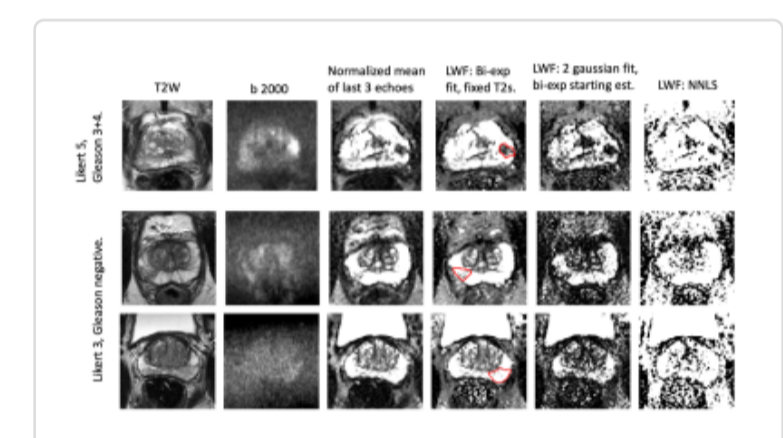 T2W
b 2000
Normalized mean
of last 3 echoes
LWF: Bi-exp
fit, fixed T2s.
LWF: 2 gaussian fit,
bi-exp starting est.
LWF: NNLS
Likert 5,
Gleason 3+4.
Likert 3, Gleason negative.